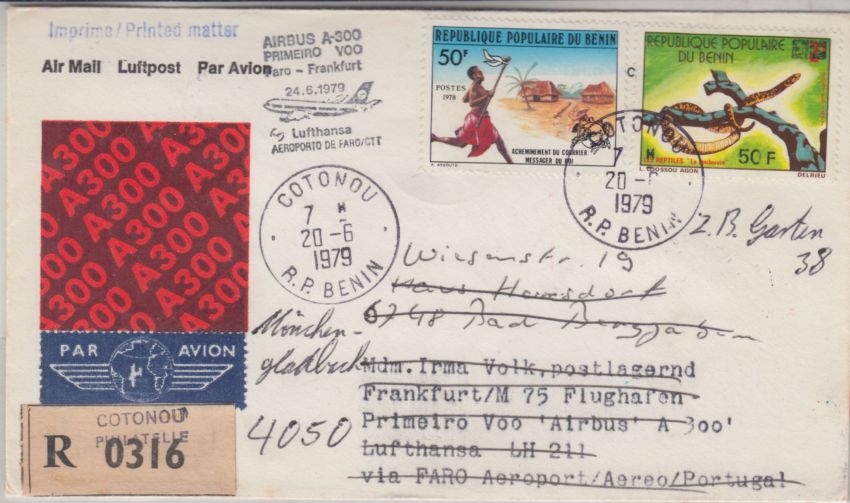 Imprimé/Printed matter
Air Mail Luftpost Par Avion
AIRBUS A-300
PRIMEIRO VOO
Faro - Frankfurt
24.6.1979
Lufthansa
AEROPORTO DE FARO/CTT
REPUBLIQUE POPULAIRE DU BENIN
50F
POSTES
1978
ACHEMINEMENT DU COURRIER
MESSAGER DU ROI
REPUBLIQUE POPULAIRE
DU BENIN
LES REPTILES
50 F
DELRIEU
A300 A300 A300
COTONOU
7 H
20-6
1979
R.P. BENIN
COTONOU
7
20-6
1979
R.P. BENIN
Z.B. Garten
38
Wiesenstr. 19
Haus
6748 Bad
München-
gladbach
4050
Mdm. Irma Volk, postlagernd
Frankfurt/M 75 Flughafen
Primeiro Voo 'Airbus' A 300'
Lufthansa LH 211
via FARO Aeroport/Aereo/Portugal
PAR AVION
COTONOU
PHILATELIE
R 0316